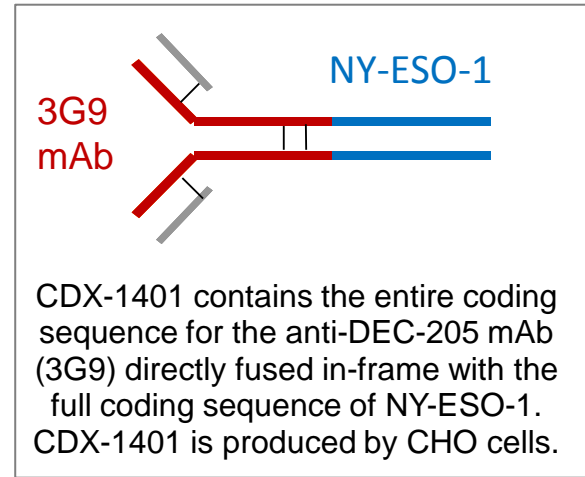 NY-ESO-1
3G9
mAb
CDX-1401 contains the entire coding
sequence for the anti-DEC-205 mAb
(3G9) directly fused in-frame with the
full coding sequence of NY-ESO-1.
CDX-1401 is produced by CHO cells.